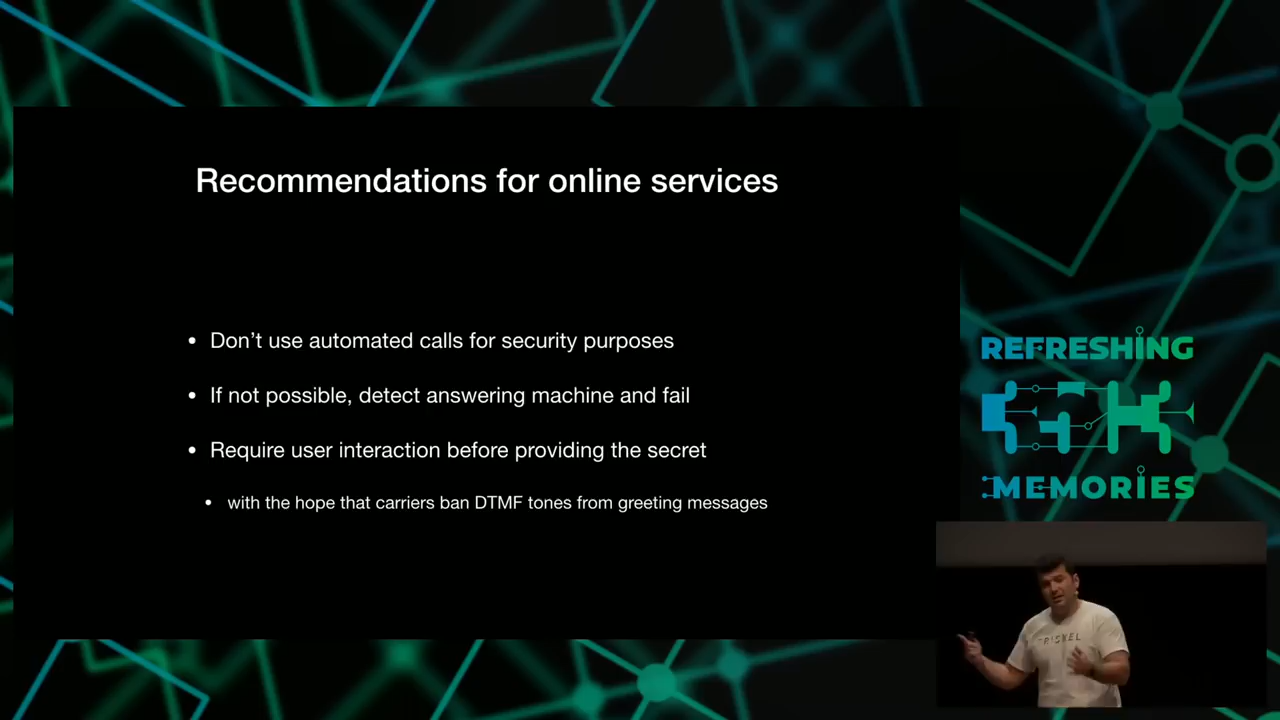 Recommendations for online services
• Don’t use automated calls for security purposes
• If not possible, detect answering machine and fail
• Require user interaction before providing the secret
• with the hope that carriers ban DTMF tones from greeting messages
REFRESHING
MEMORIES